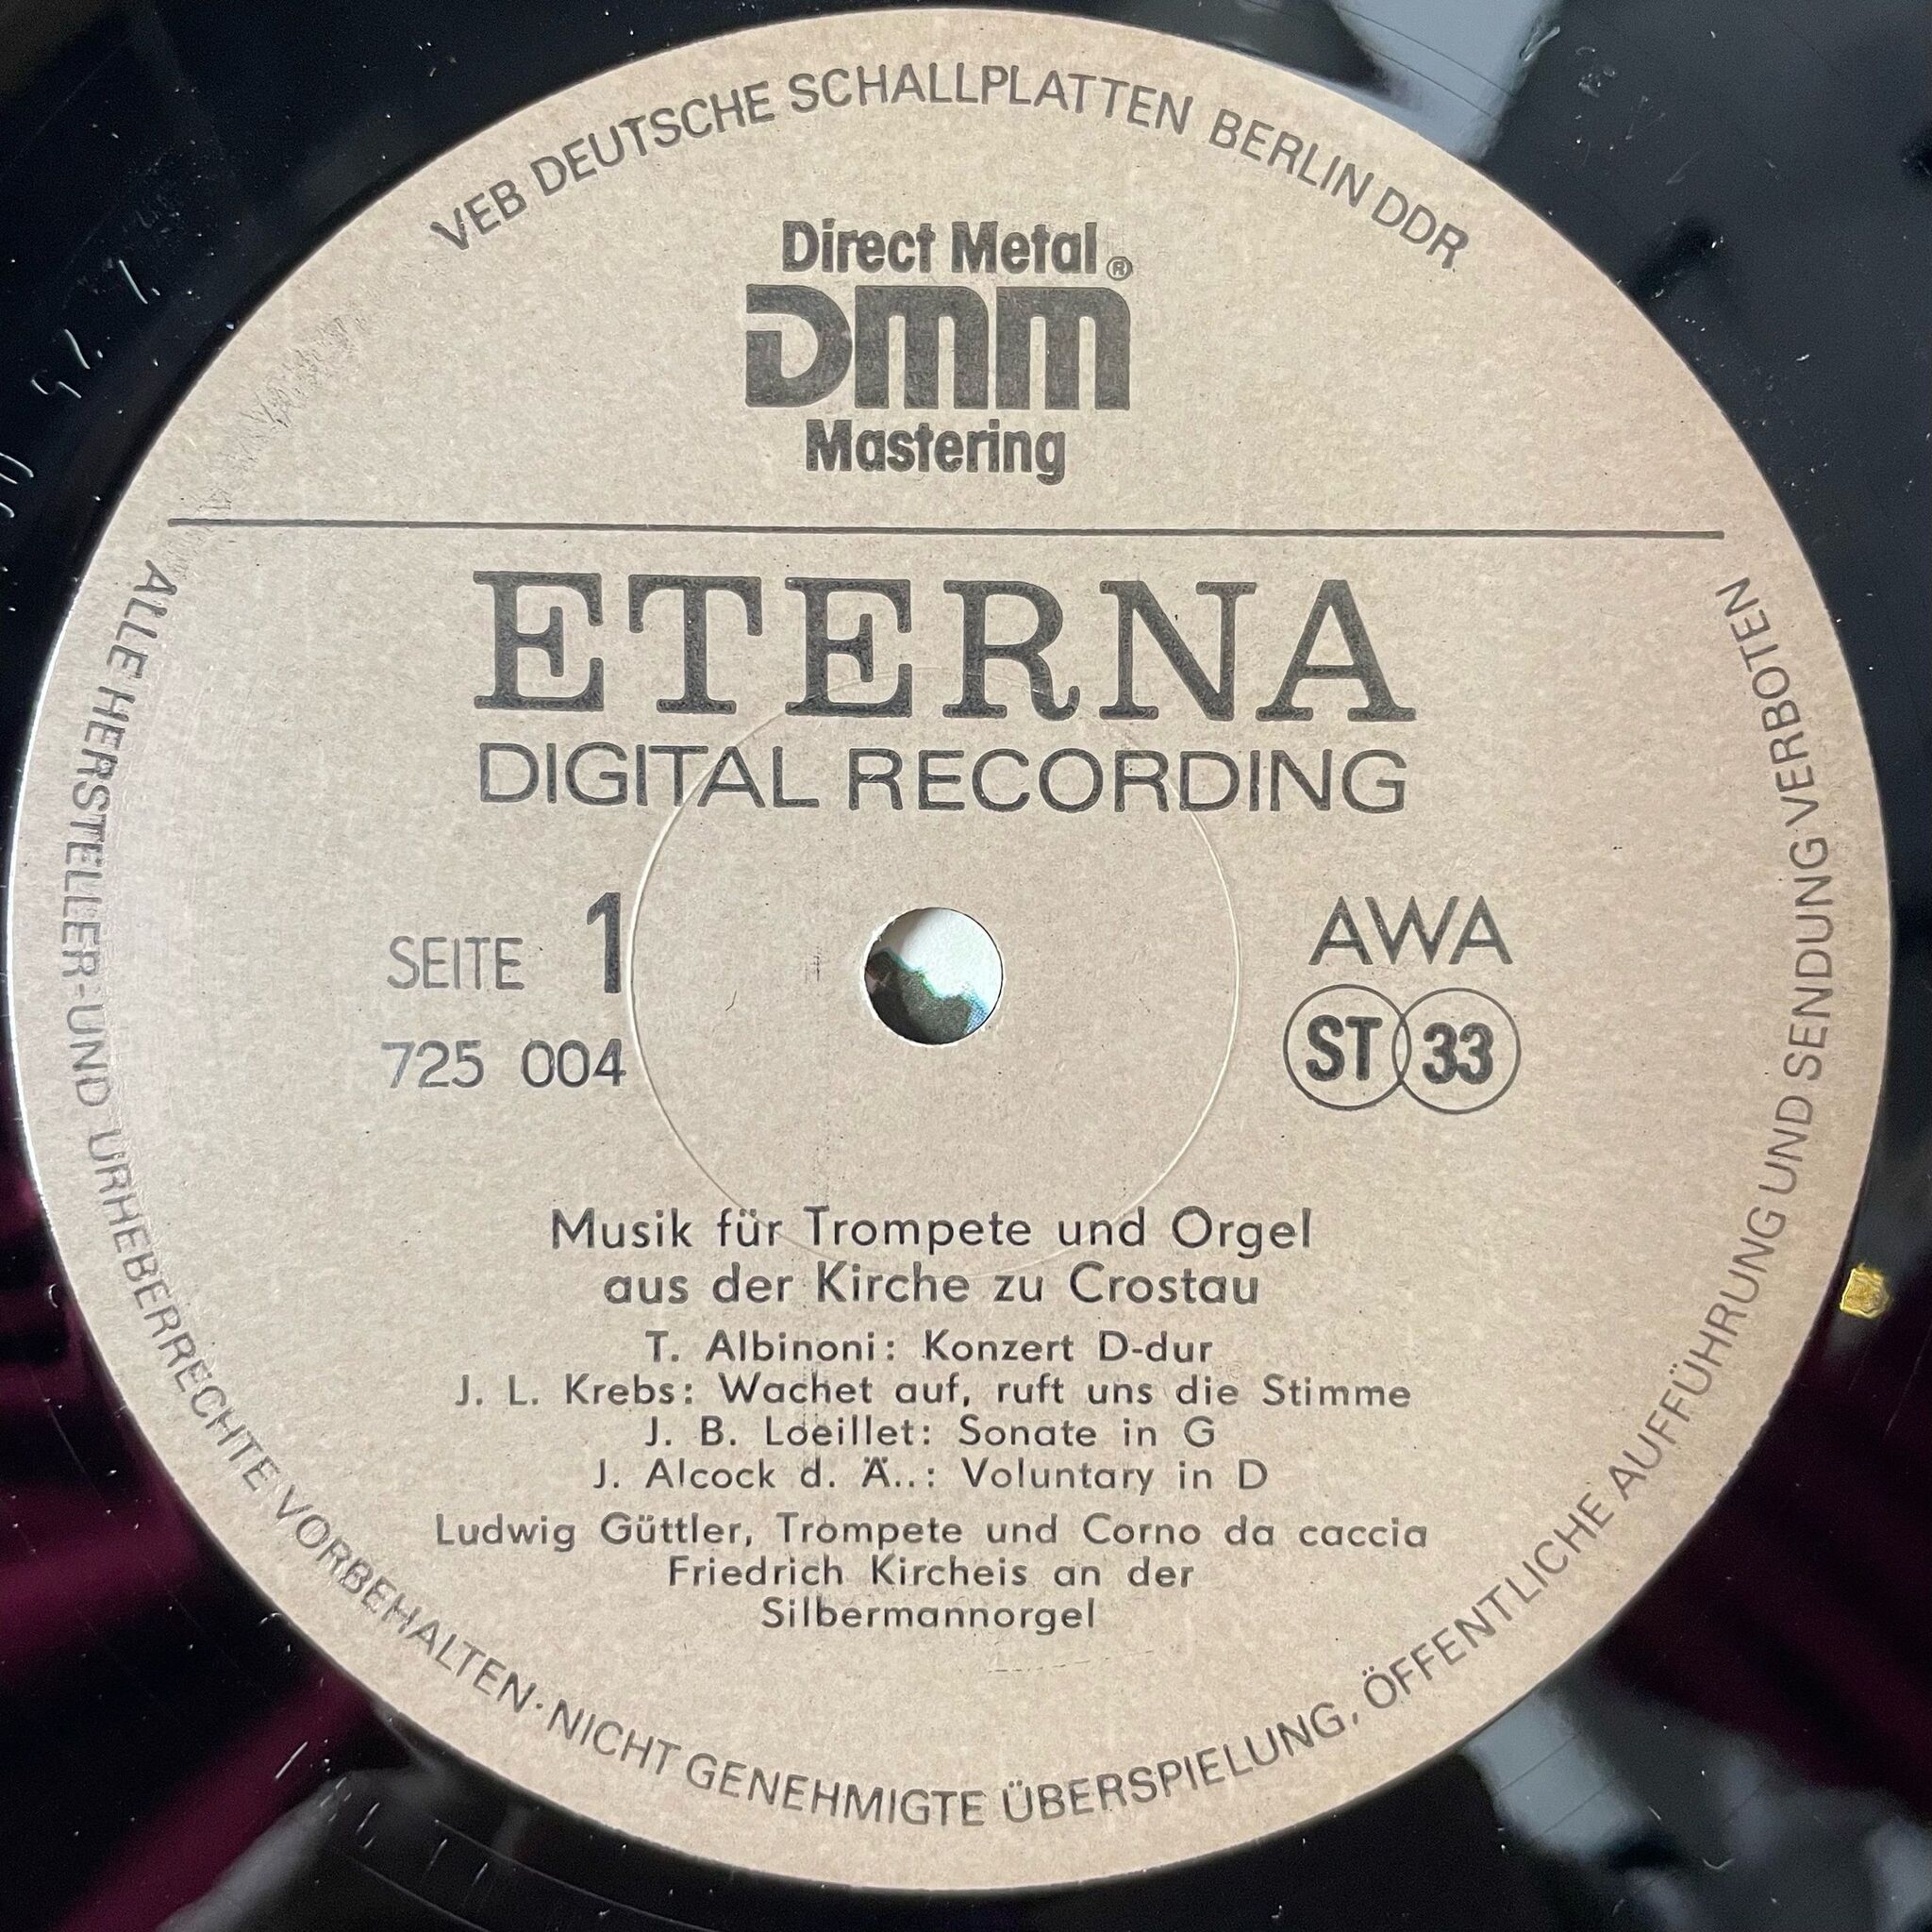 VEB DEUTSCHE SCHALLPLATTEN BERLIN DDR
Direct Metal ®
DMM
Mastering
ETERNA
DIGITAL RECORDING
SEITE 1
725 004
AWA
ST 33
Musik für Trompete und Orgel
aus der Kirche zu Crostau
T. Albinoni: Konzert D-dur
J. L. Krebs: Wachet auf, ruft uns die Stimme
J. B. Loeillet: Sonate in G
J. Alcock d. Ä..: Voluntary in D
Ludwig Güttler, Trompete und Corno da caccia
Friedrich Kircheis an der
Silbermannorgel
ALLE HERSTELLER-UND URHEBERRECHTE VORBEHALTEN·NICHT GENEHMIGTE ÜBERSPIELUNG, ÖFFENTLICHE AUFFÜHRUNG UND SENDUNG VERBOTEN